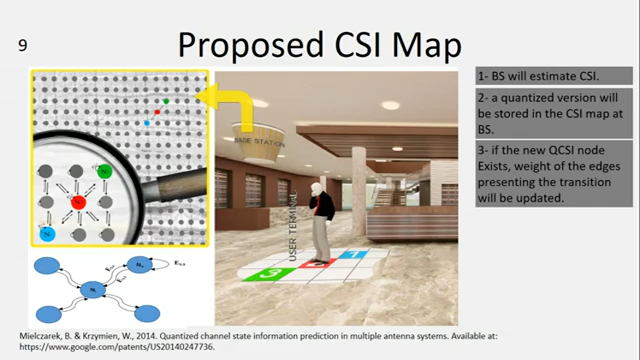 9
Proposed CSI Map
1- BS will estimate CSI.
2- a quantized version will
be stored in the CSI map at
BS.
3- if the new QCSI node
Exists, weight of the edges
presenting the transition
will be updated.
BASE STATION
USER TERMINAL
3
1
Mielczarek, B. & Krzymien, W., 2014. Quantized channel state information prediction in multiple antenna systems. Available at:
https://www.google.com/patents/US20140247736.